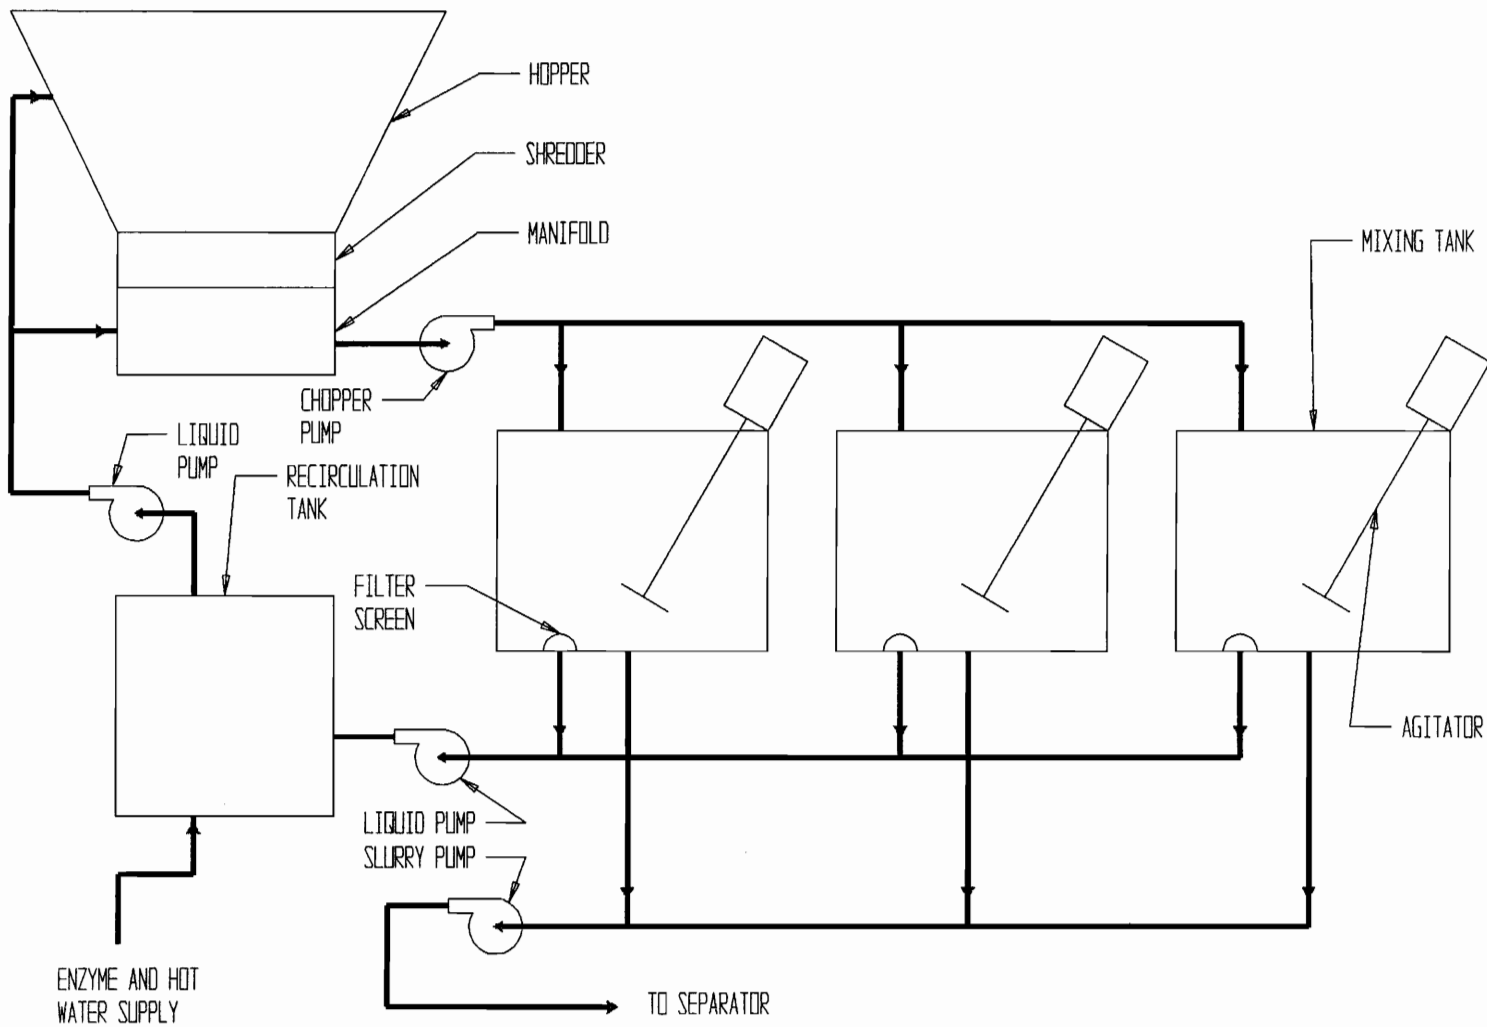 HOPPER
SHREDDER
MANIFOLD
MIXING TANK
CHOPPER
PUMP
LIQUID
PUMP
RECIRCULATION
TANK
FILTER
SCREEN
AGITATOR
LIQUID PUMP
SLURRY PUMP
ENZYME AND HOT
WATER SUPPLY
TO SEPARATOR